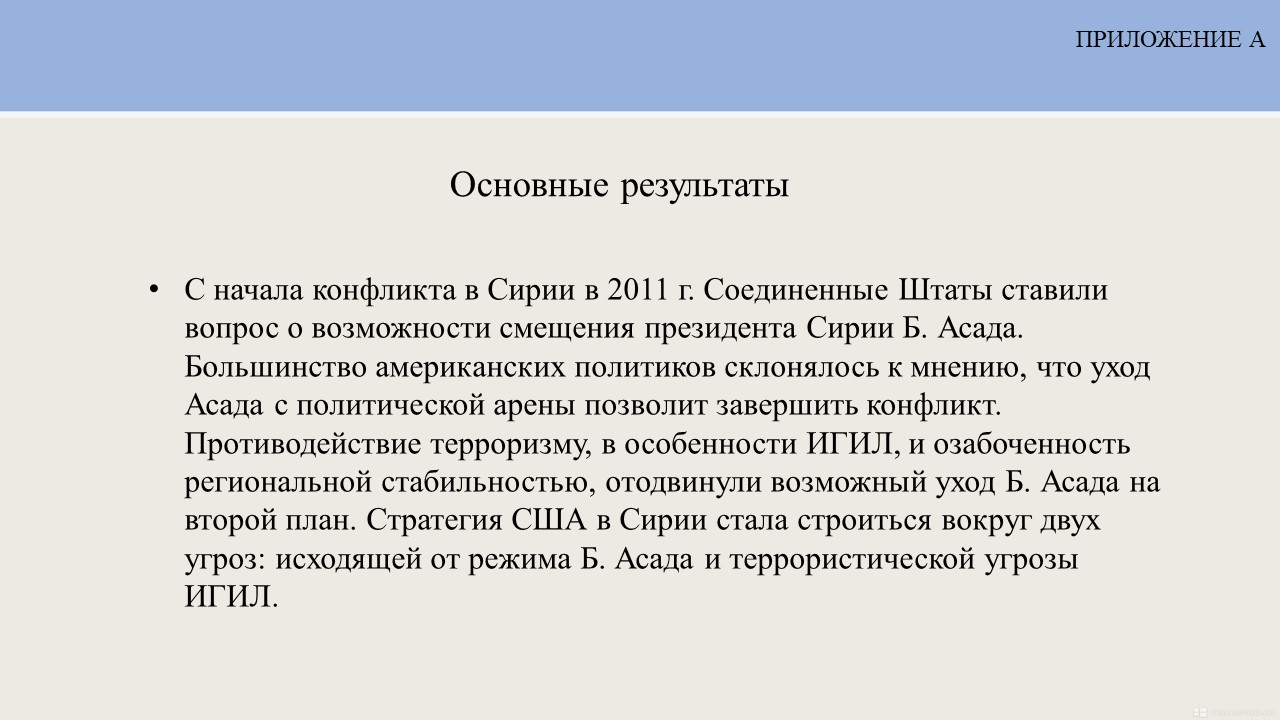 ПРИЛОЖЕНИЕ А
Основные результаты
• С начала конфликта в Сирии в 2011 г. Соединенные Штаты ставили
вопрос о возможности смещения президента Сирии Б. Асада.
Большинство американских политиков склонялось к мнению, что уход
Асада с политической арены позволит завершить конфликт.
Противодействие терроризму, в особенности ИГИЛ, и озабоченность
региональной стабильностью, отодвинули возможный уход Б. Асада на
второй план. Стратегия США в Сирии стала строиться вокруг двух
угроз: исходящей от режима Б. Асада и террористической угрозы
ИГИЛ.